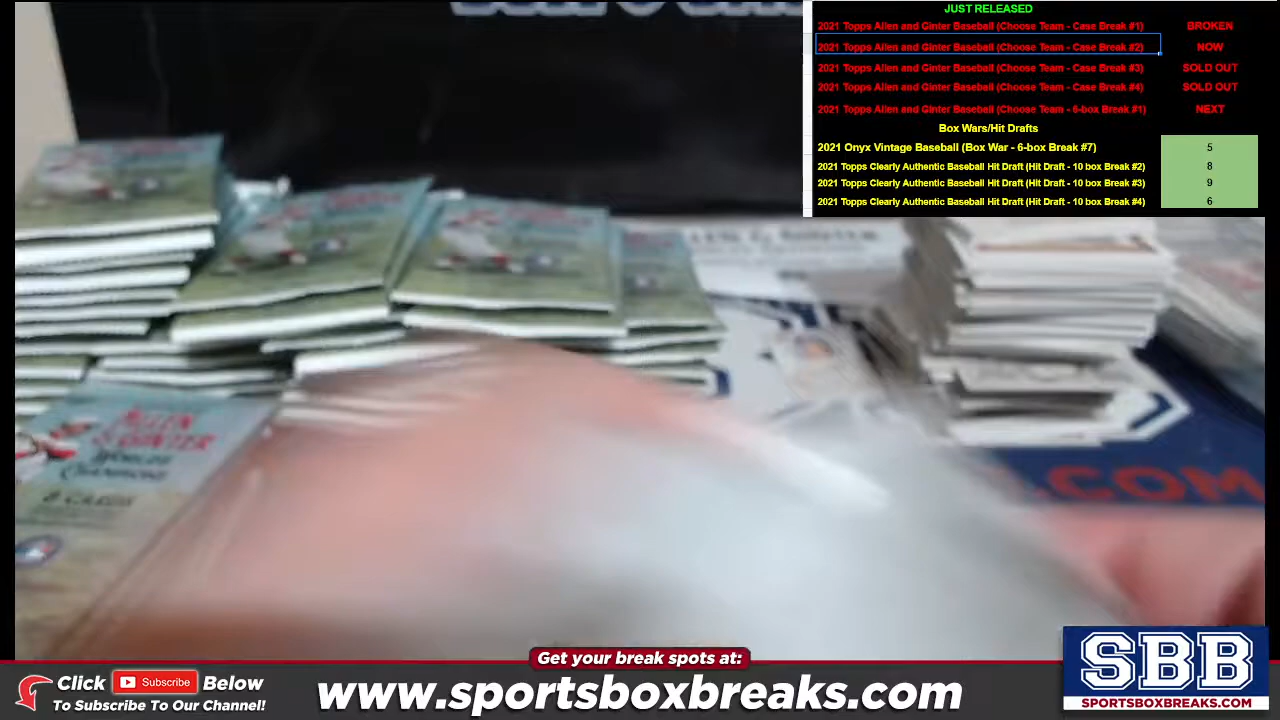 JUST RELEASED
2021 Topps Allen and Ginter Baseball (Choose Team - Case Break #1) BROKEN
2021 Topps Allen and Ginter Baseball (Choose Team - Case Break #2) NOW
2021 Topps Allen and Ginter Baseball (Choose Team - Case Break #3) SOLD OUT
2021 Topps Allen and Ginter Baseball (Choose Team - Case Break #4) SOLD OUT
2021 Topps Allen and Ginter Baseball (Choose Team - 6-box Break #1) NEXT
Box Wars/Hit Drafts
2021 Onyx Vintage Baseball (Box War - 6-box Break #7) 5
2021 Topps Clearly Authentic Baseball Hit Draft (Hit Draft - 10 box Break #2) 8
2021 Topps Clearly Authentic Baseball Hit Draft (Hit Draft - 10 box Break #3) 9
2021 Topps Clearly Authentic Baseball Hit Draft (Hit Draft - 10 box Break #4) 6
ALLEN
& GINTER
WORLD'S
CHAMPIONS
8 CARDS
.COM
Get your break spots at:
Click Subscribe Below
To Subscribe To Our Channel!
www.sportsboxbreaks.com
SBB
SPORTSBOXBREAKS.COM